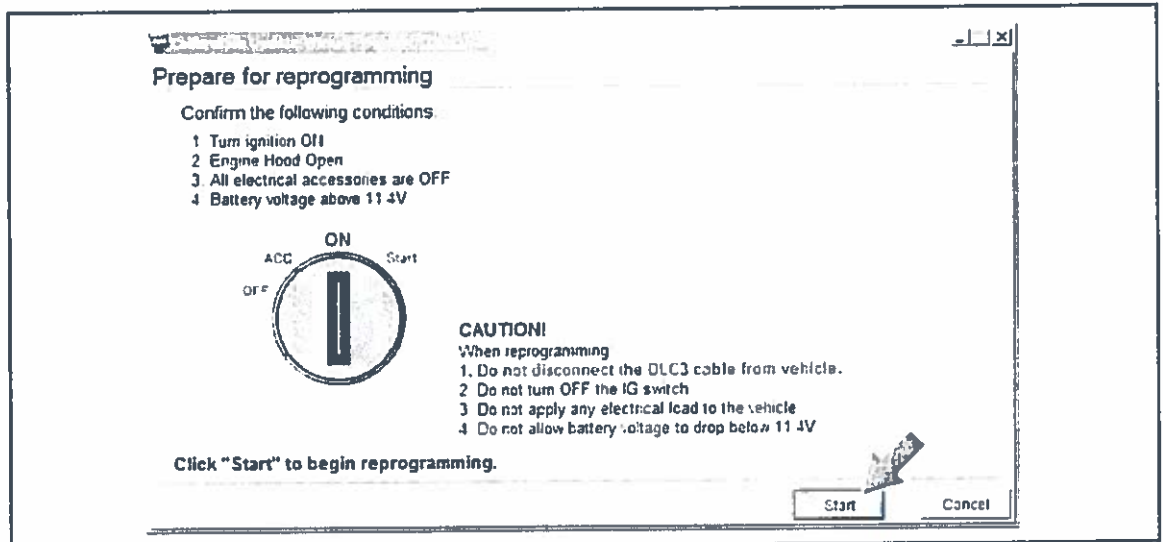 Prepare for reprogramming
Confirm the following conditions.
1 Turn ignition ON
2 Engine Hood Open
3. All electrical accessories are OFF
4 Battery voltage above 11.4V
ON
ACC
Start
OFF
CAUTION!
When reprogramming
1. Do not disconnect the DLC3 cable from vehicle.
2 Do not turn OFF the IG switch
3 Do not apply any electrical load to the vehicle
4 Do not allow battery voltage to drop below 11.4V
Click "Start" to begin reprogramming.
Start
Cancel